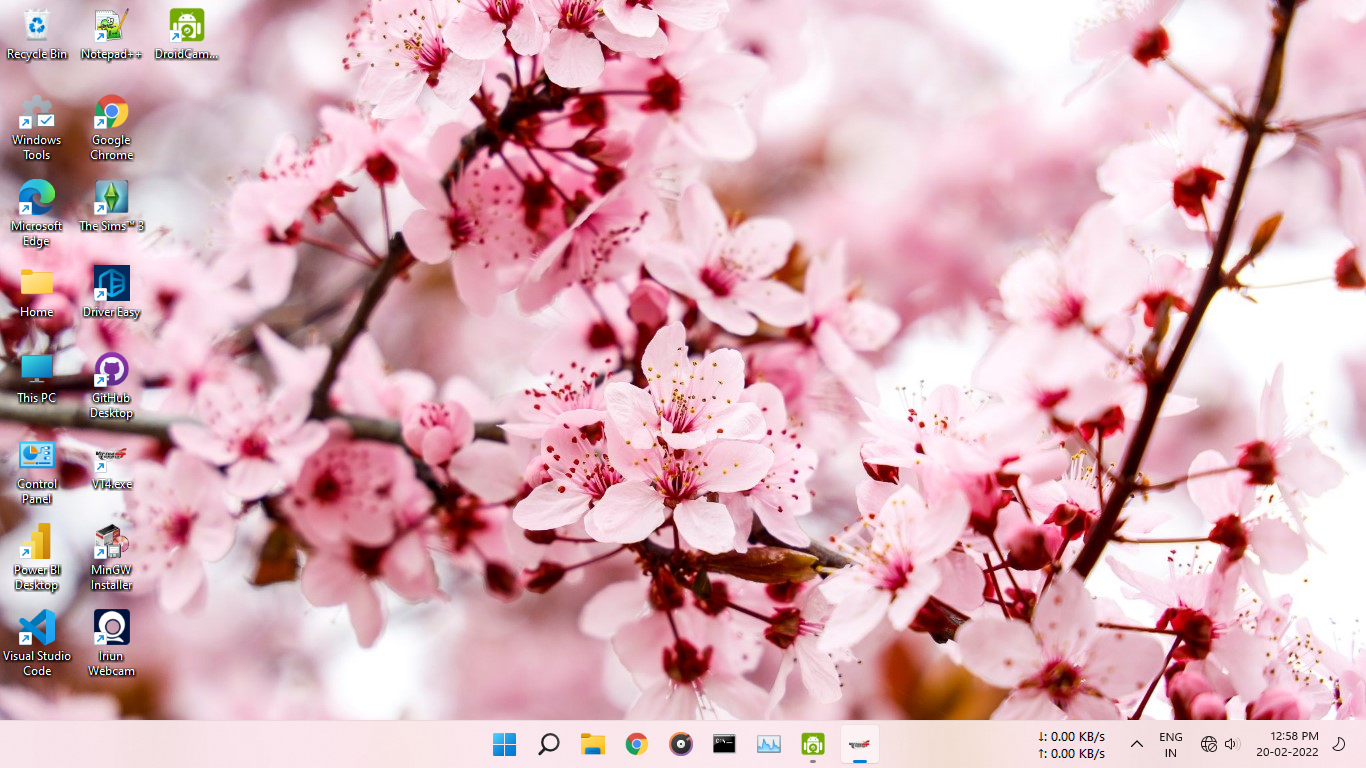 Recycle Bin
Notepad++
DroidCam...
Windows
Tools
Google
Chrome
Microsoft
Edge
The Sims™ 3
Home
Driver Easy
This PC
GitHub
Desktop
Control
Panel
VT4.exe
Power BI
Desktop
MinGW
Installer
Visual Studio
Code
Iriun
Webcam
↓: 0.00 KB/s
↑: 0.00 KB/s
ENG
IN
12:58 PM
20-02-2022